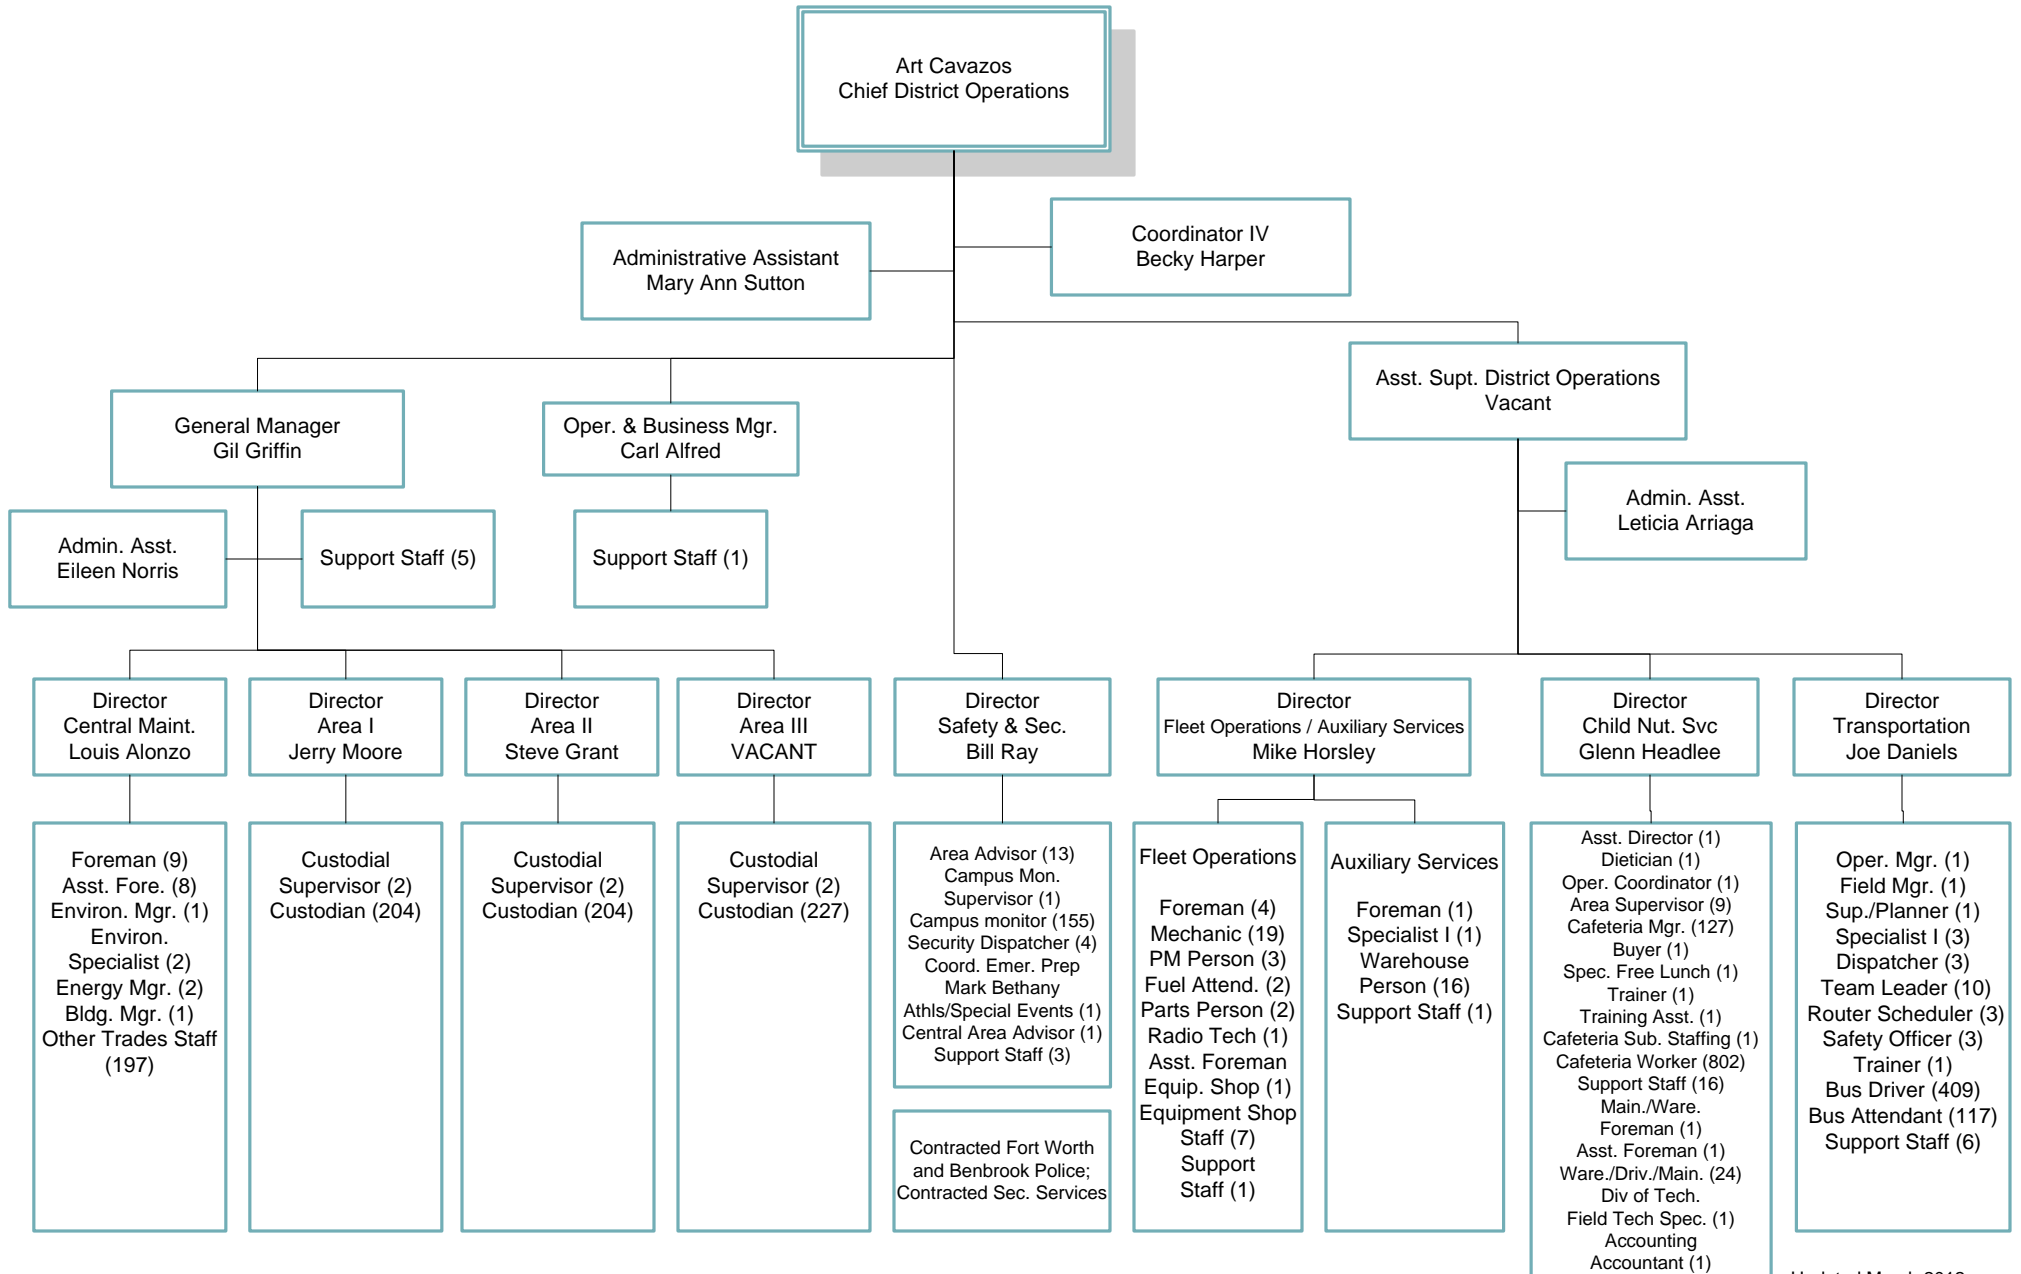 Art Cavazos
Chief District Operations
Administrative Assistant
Mary Ann Sutton
Coordinator IV
Becky Harper
General Manager
Gil Griffin
Oper. & Business Mgr.
Carl Alfred
Asst. Supt. District Operations
Vacant
Admin. Asst.
Eileen Norris
Support Staff (5)
Support Staff (1)
Admin. Asst.
Leticia Arriaga
Director
Central Maint.
Louis Alonzo
Director
Area I
Jerry Moore
Director
Area II
Steve Grant
Director
Area III
VACANT
Director
Safety & Sec.
Bill Ray
Director
Fleet Operations / Auxiliary Services
Mike Horsley
Director
Child Nut. Svc
Glenn Headlee
Director
Transportation
Joe Daniels
Foreman (9)
Asst. Fore. (8)
Environ. Mgr. (1)
Environ.
Specialist (2)
Energy Mgr. (2)
Bldg. Mgr. (1)
Other Trades Staff
(197)
Custodial
Supervisor (2)
Custodian (204)
Custodial
Supervisor (2)
Custodian (204)
Custodial
Supervisor (2)
Custodian (227)
Area Advisor (13)
Campus Mon.
Supervisor (1)
Campus monitor (155)
Security Dispatcher (4)
Coord. Emer. Prep
Mark Bethany
Athls/Special Events (1)
Central Area Advisor (1)
Support Staff (3)
Contracted Fort Worth
and Benbrook Police;
Contracted Sec. Services
Fleet Operations
Foreman (4)
Mechanic (19)
PM Person (3)
Fuel Attend. (2)
Parts Person (2)
Radio Tech (1)
Asst. Foreman
Equip. Shop (1)
Equipment Shop
Staff (7)
Support
Staff (1)
Auxiliary Services
Foreman (1)
Specialist I (1)
Warehouse
Person (16)
Support Staff (1)
Asst. Director (1)
Dietician (1)
Oper. Coordinator (1)
Area Supervisor (9)
Cafeteria Mgr. (127)
Buyer (1)
Spec. Free Lunch (1)
Trainer (1)
Training Asst. (1)
Cafeteria Sub. Staffing (1)
Cafeteria Worker (802)
Support Staff (16)
Main./Ware.
Foreman (1)
Asst. Foreman (1)
Ware./Driv./Main. (24)
Div of Tech.
Field Tech Spec. (1)
Accounting
Accountant (1)
Oper. Mgr. (1)
Field Mgr. (1)
Sup./Planner (1)
Specialist I (3)
Dispatcher (3)
Team Leader (10)
Router Scheduler (3)
Safety Officer (3)
Trainer (1)
Bus Driver (409)
Bus Attendant (117)
Support Staff (6)